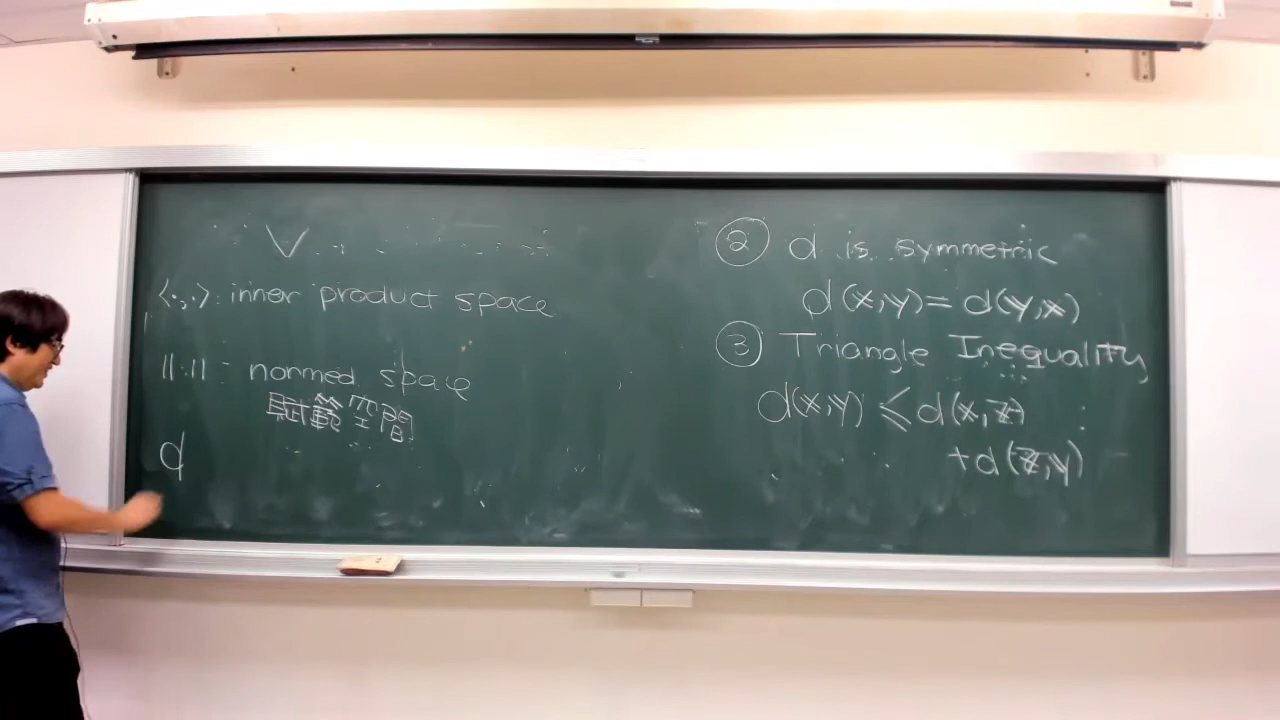 V
⟨·,·⟩: inner product space
||·||: normed space
賦範空間
d
② d is symmetric
d(x,y)=d(y,x)
③ Triangle Inequality
d(x,y) ≤ d(x,z)
+d(z,y)